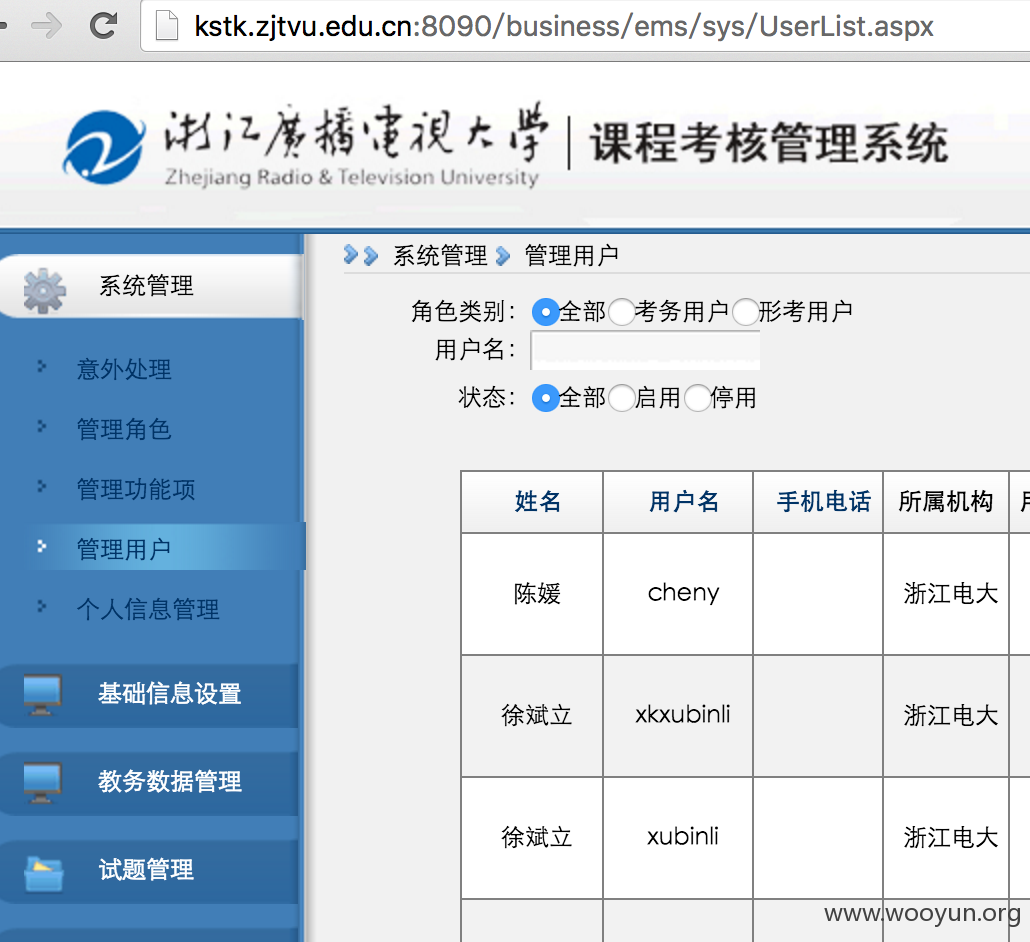 kstk.zjtvu.edu.cn:8090/business/ems/sys/UserList.aspx
浙江廣播電視大学 课程考核管理系统
Zhejiang Radio & Television University
系统管理 管理用户
系统管理
角色类别： 全部 考务用户 形考用户
用户名：
意外处理
状态： 全部 启用 停用
管理角色
管理功能项
姓名 用户名 手机电话 所属机构
管理用户
陈媛 cheny 浙江电大
个人信息管理
基础信息设置
徐斌立 xkxubinli 浙江电大
教务数据管理
徐斌立 xubinli 浙江电大
试题管理
www.wooyun.org